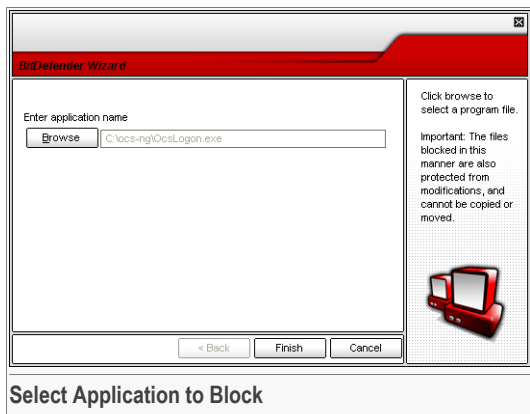 BitDefender Wizard
Enter application name
Browse
C:\ocs-ng\OcsLogon.exe
Click browse to
select a program file.
Important: The files
blocked in this
manner are also
protected from
modifications, and
cannot be copied or
moved.
< Back
Finish
Cancel
Select Application to Block